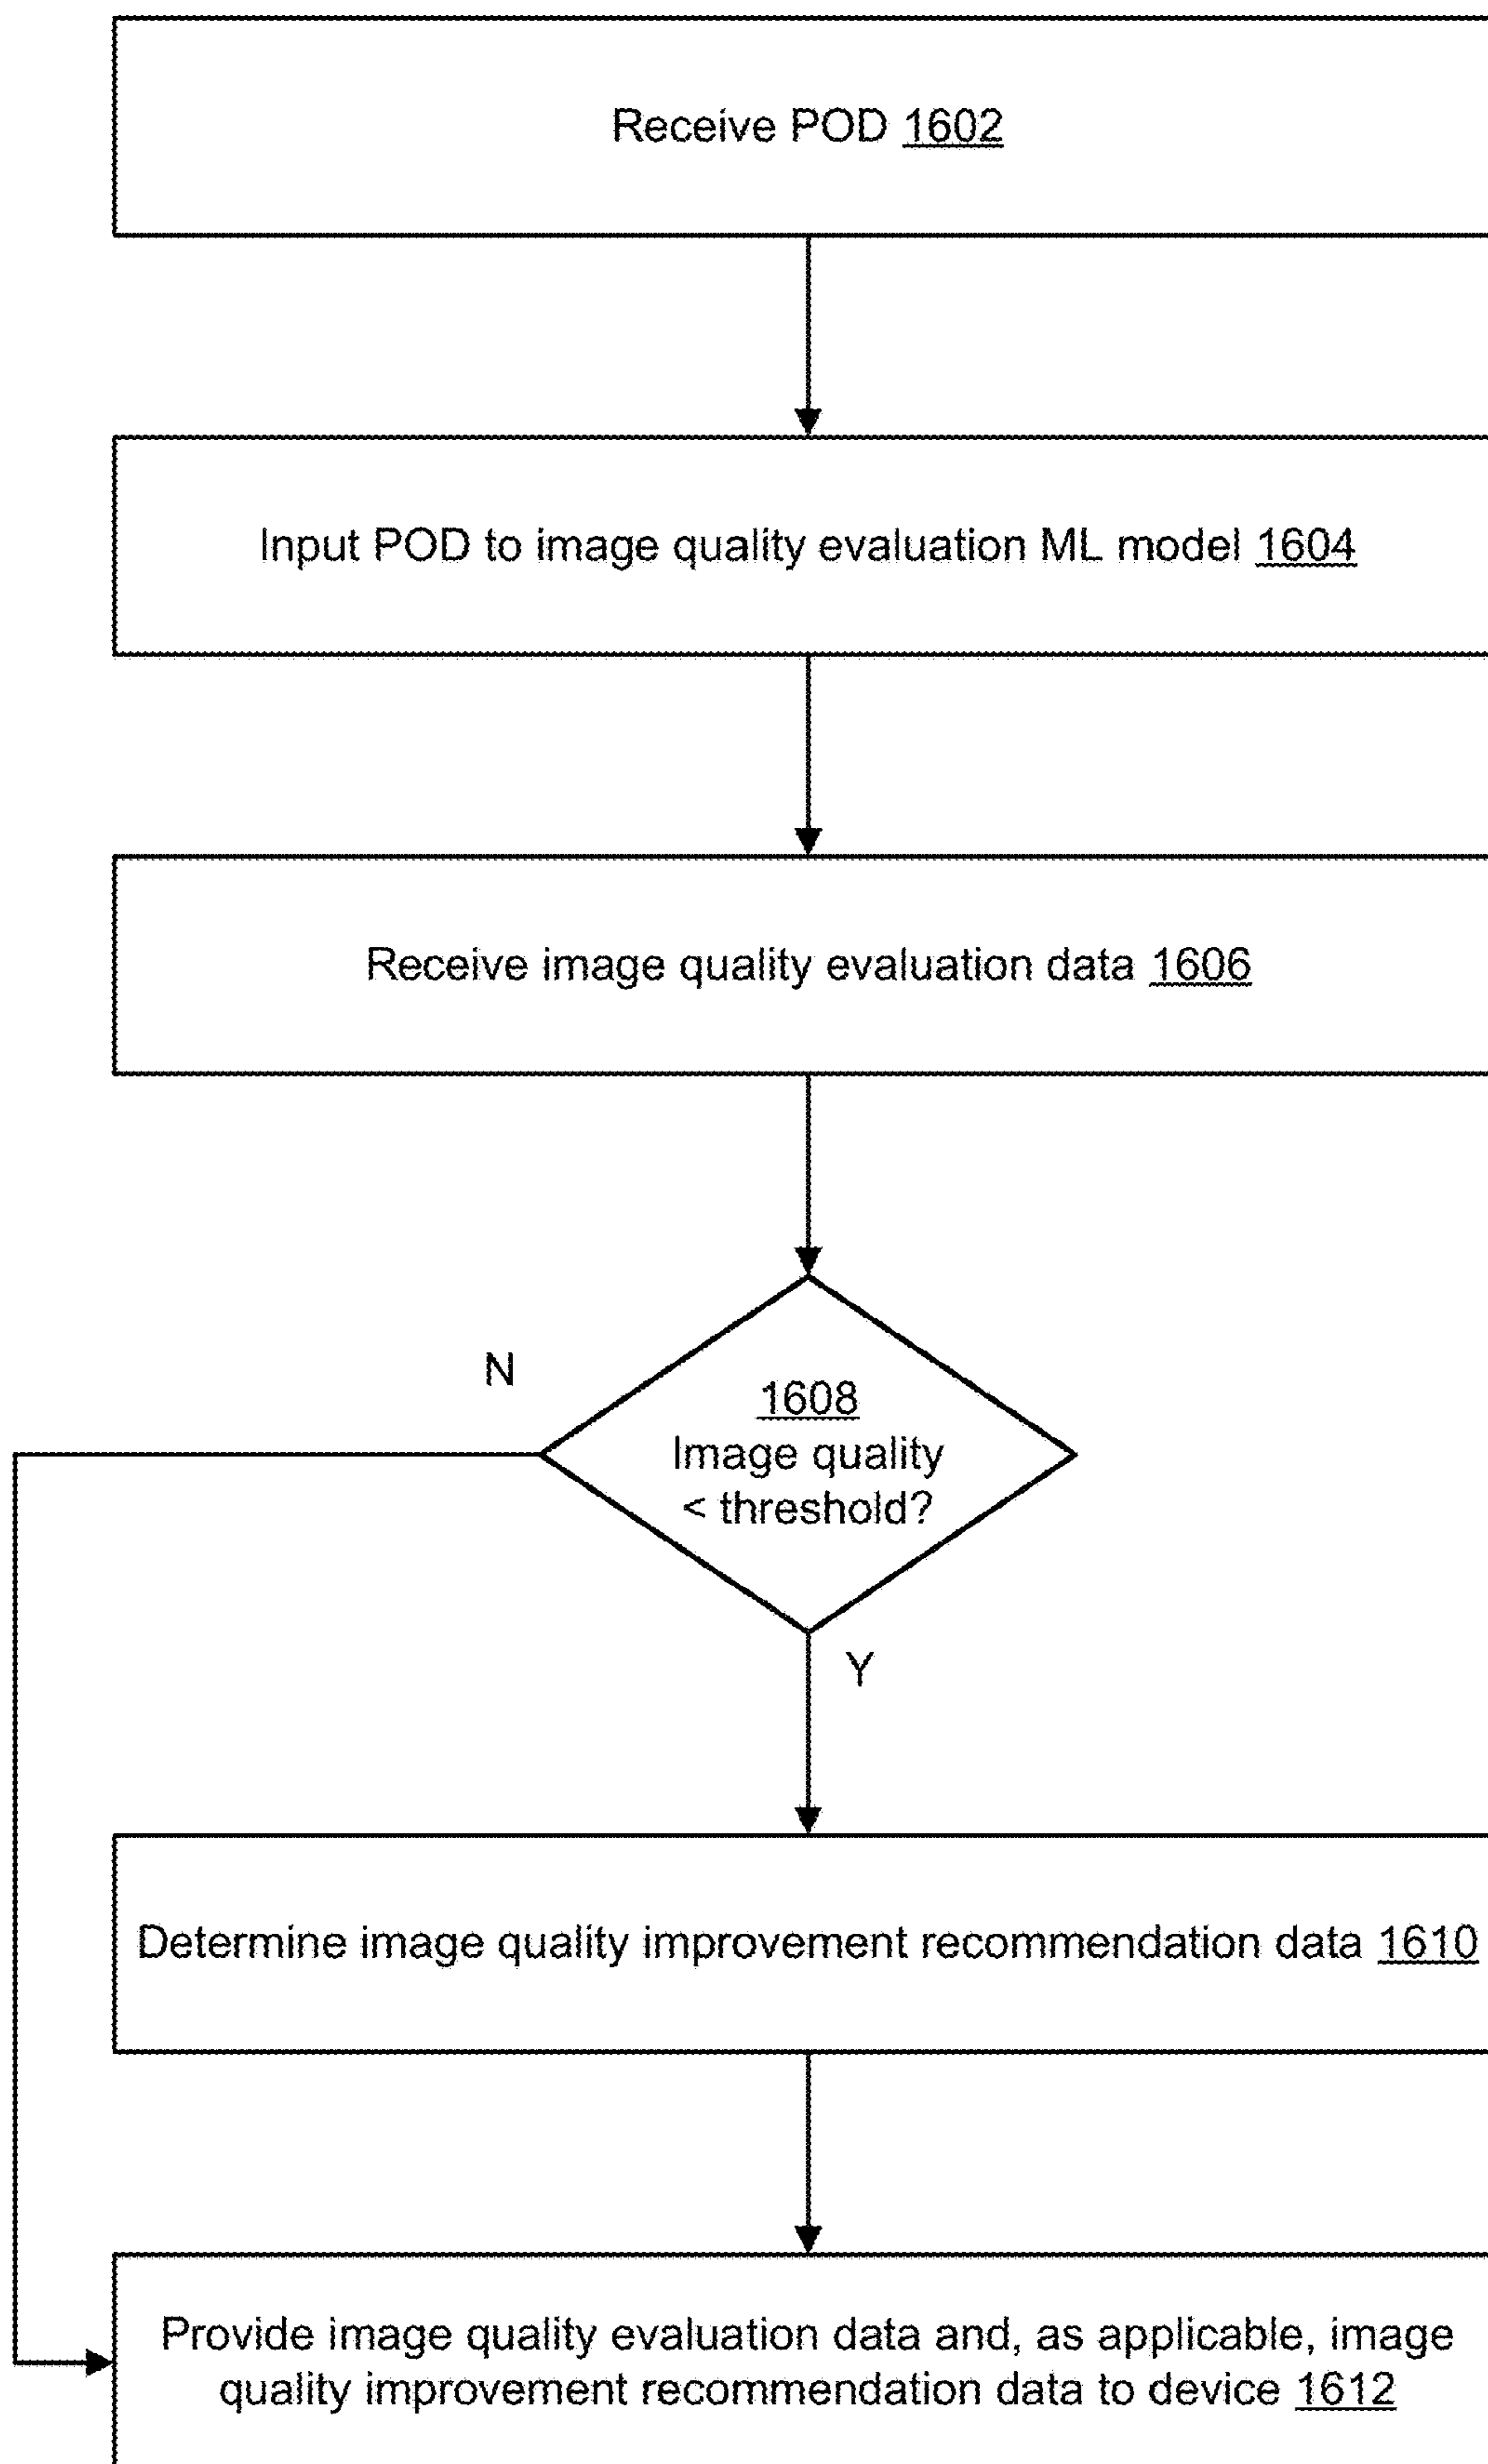 Receive POD 1602
Input POD to image quality evaluation ML model 1604
Receive image quality evaluation data 1606
N
1608
Image quality
< threshold?
Y
Determine image quality improvement recommendation data 1610
Provide image quality evaluation data and, as applicable, image
quality improvement recommendation data to device 1612